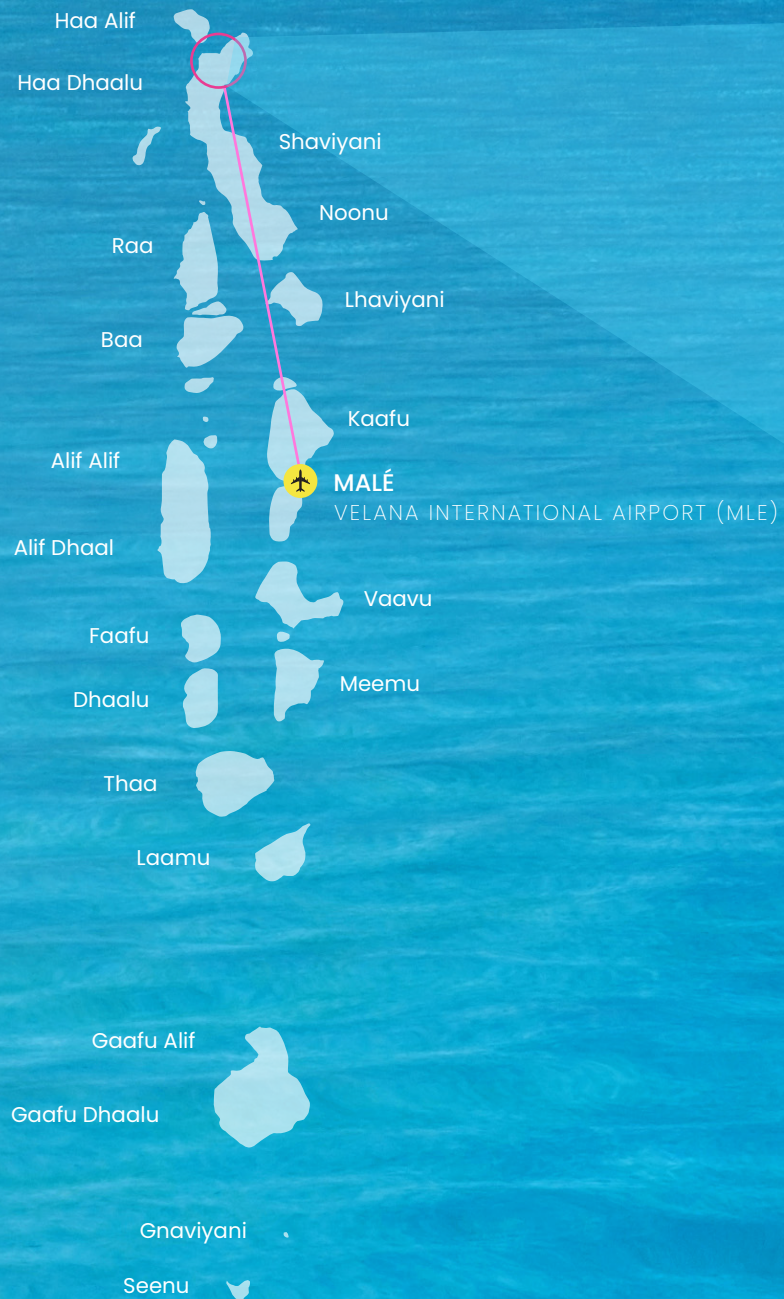 Haa Alif
Haa Dhaalu
Shaviyani
Noonu
Raa
Lhaviyani
Baa
Kaafu
Alif Alif
MALÉ
VELANA INTERNATIONAL AIRPORT (MLE)
Alif Dhaal
Vaavu
Faafu
Meemu
Dhaalu
Thaa
Laamu
Gaafu Alif
Gaafu Dhaalu
Gnaviyani
Seenu